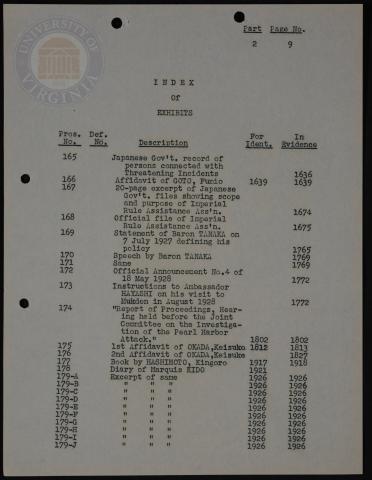 Part Page No.
2 9
UNIVERSITY OF VIRGINIA
I N D E X
Of
EXHIBITS
Pros. Def. For In
No. No. Description Ident. Evidence
165 Japanese Gov't. record of
persons connected with
Threatening Incidents 1636
166 Affidavit of GOTO, Fumio 1639 1639
167 20-page excerpt of Japanese
Gov't. files showing scope
and purpose of Imperial
Rule Assistance Ass'n. 1674
168 Official file of Imperial
Rule Assistance Ass'n. 1675
169 Statement of Baron TANAKA on
7 July 1927 defining his
policy 1765
170 Speech by Baron TANAKA 1769
171 Same 1769
172 Official Announcement No.4 of
18 May 1928 1772
173 Instructions to Ambassador
HAYASHI on his visit to
Mukden in August 1928 1772
174 "Report of Proceedings, Hear-
ing held before the Joint
Committee on the Investiga-
tion of the Pearl Harbor
Attack." 1802 1802
175 1st Affidavit of OKADA,Keisuke 1812 1813
176 2nd Affidavit of OKADA,Keisuke 1827
177 Book by HASHIMOTO, Kingoro 1917 1918
178 Diary of Marquis KIDO 1921
179-A Excerpt of same 1926 1926
179-B " " " 1926 1926
179-C " " " 1926 1926
179-D " " " 1926 1926
179-E " " " 1926 1926
179-F " " " 1926 1926
179-G " " " 1926 1926
179-H " " " 1926 1926
179-I " " " 1926 1926
179-J " " " 1926 1926